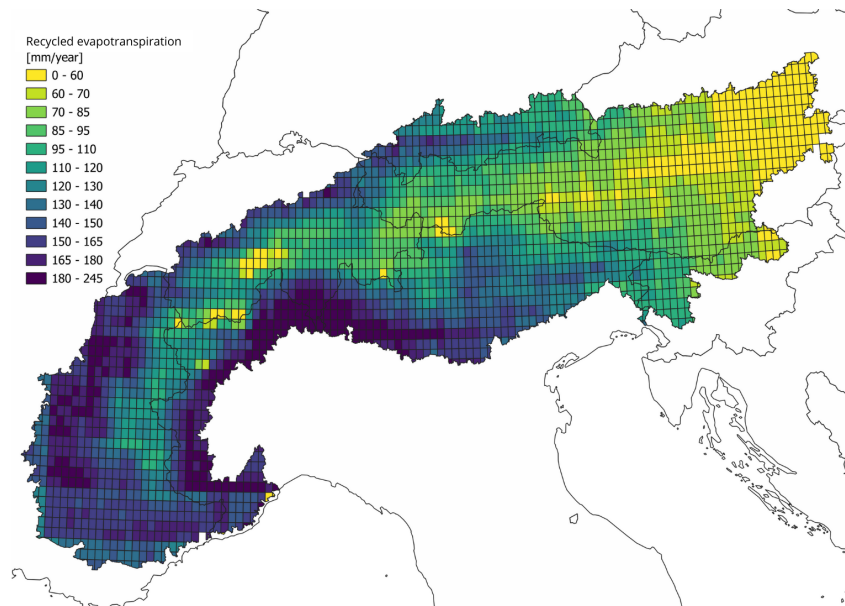 Recycled evapotranspiration
[mm/year]
0 - 60
60 - 70
70 - 85
85 - 95
95 - 110
110 - 120
120 - 130
130 - 140
140 - 150
150 - 165
165 - 180
180 - 245